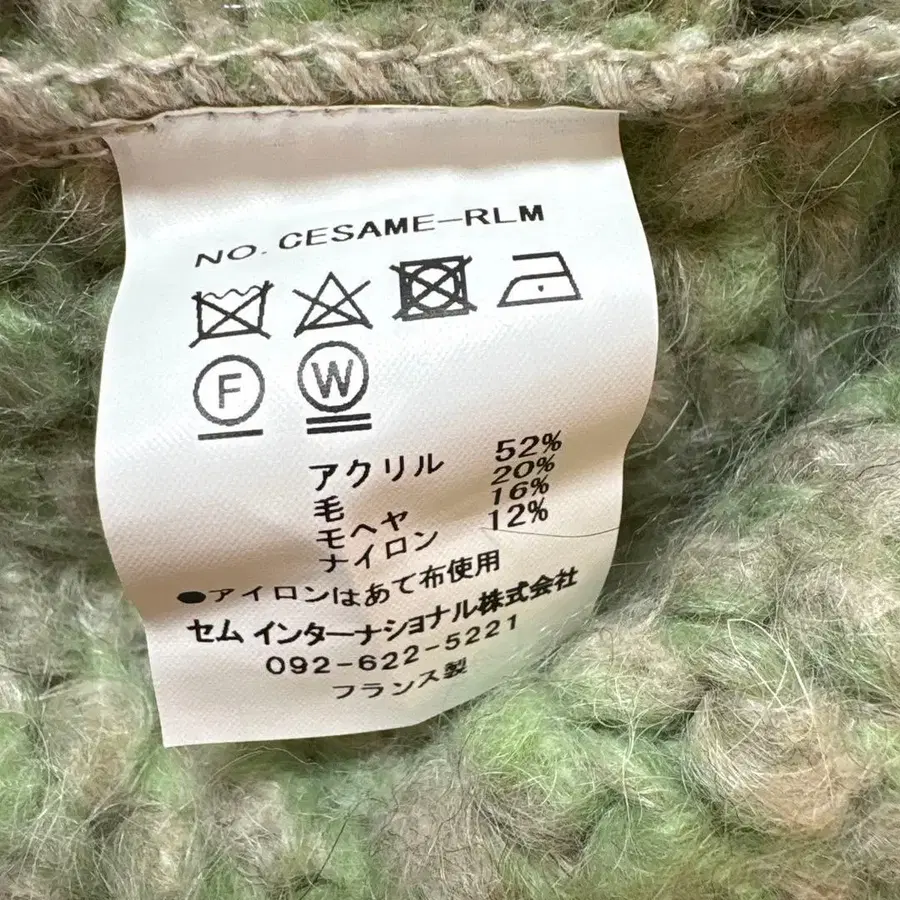 NO. CESAME-RLM
F W
アクリル 52%
毛 20%
モヘヤ 16%
ナイロン 12%
●アイロンはあて布使用
セム インターナショナル株式会社
092-622-5221
フランス製